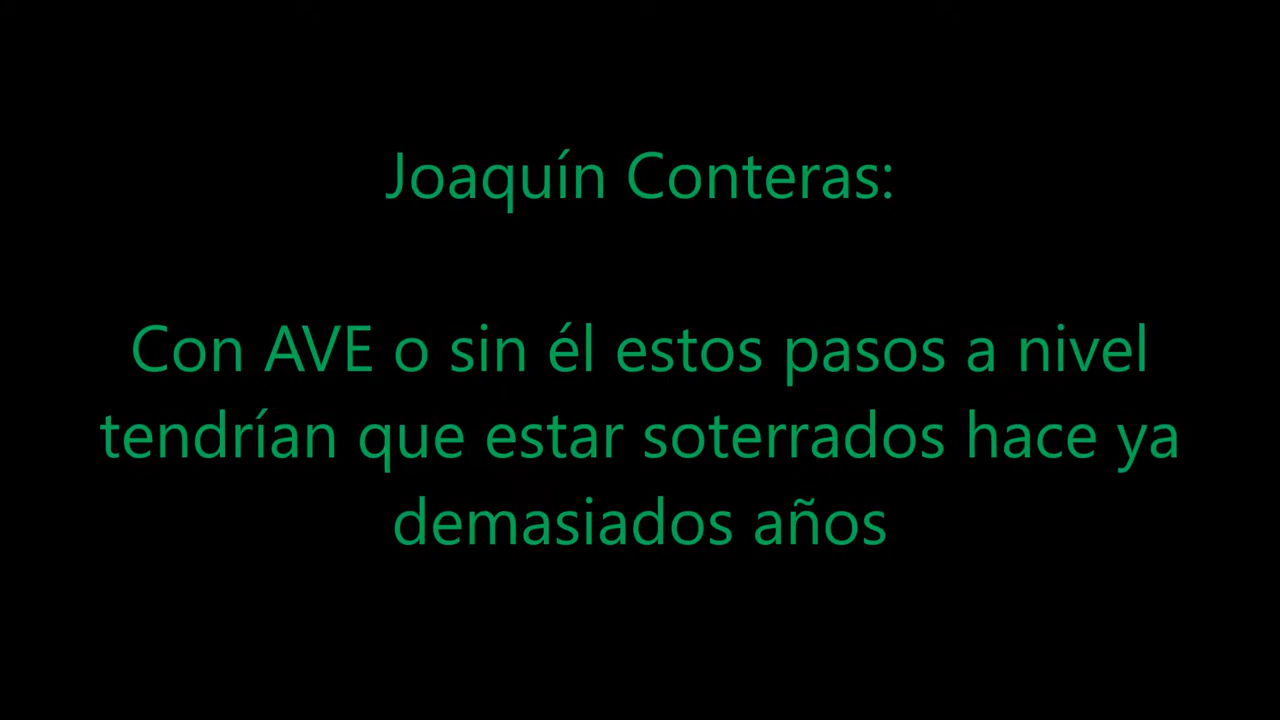 Joaquín Conteras:
Con AVE o sin él estos pasos a nivel
tendrían que estar soterrados hace ya
demasiados años